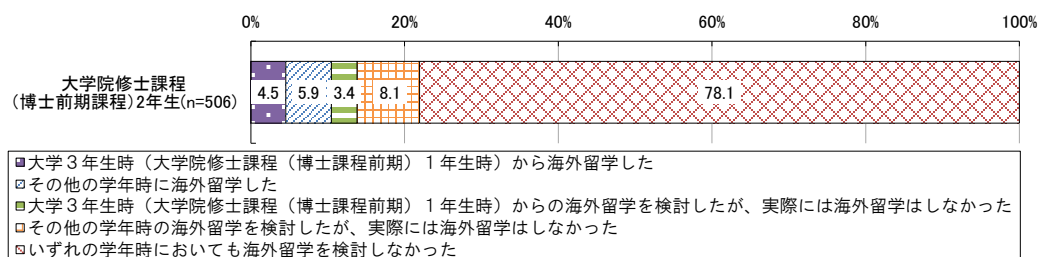 0% 20% 40% 60% 80% 100%
大学院修士課程
(博士前期課程)2年生(n=506)
4.5 5.9 3.4 8.1 78.1
大学３年生時（大学院修士課程（博士課程前期）１年生時）から海外留学した
その他の学年時に海外留学した
大学３年生時（大学院修士課程（博士課程前期）１年生時）からの海外留学を検討したが、実際には海外留学はしなかった
その他の学年時の海外留学を検討したが、実際には海外留学はしなかった
いずれの学年時においても海外留学を検討しなかった